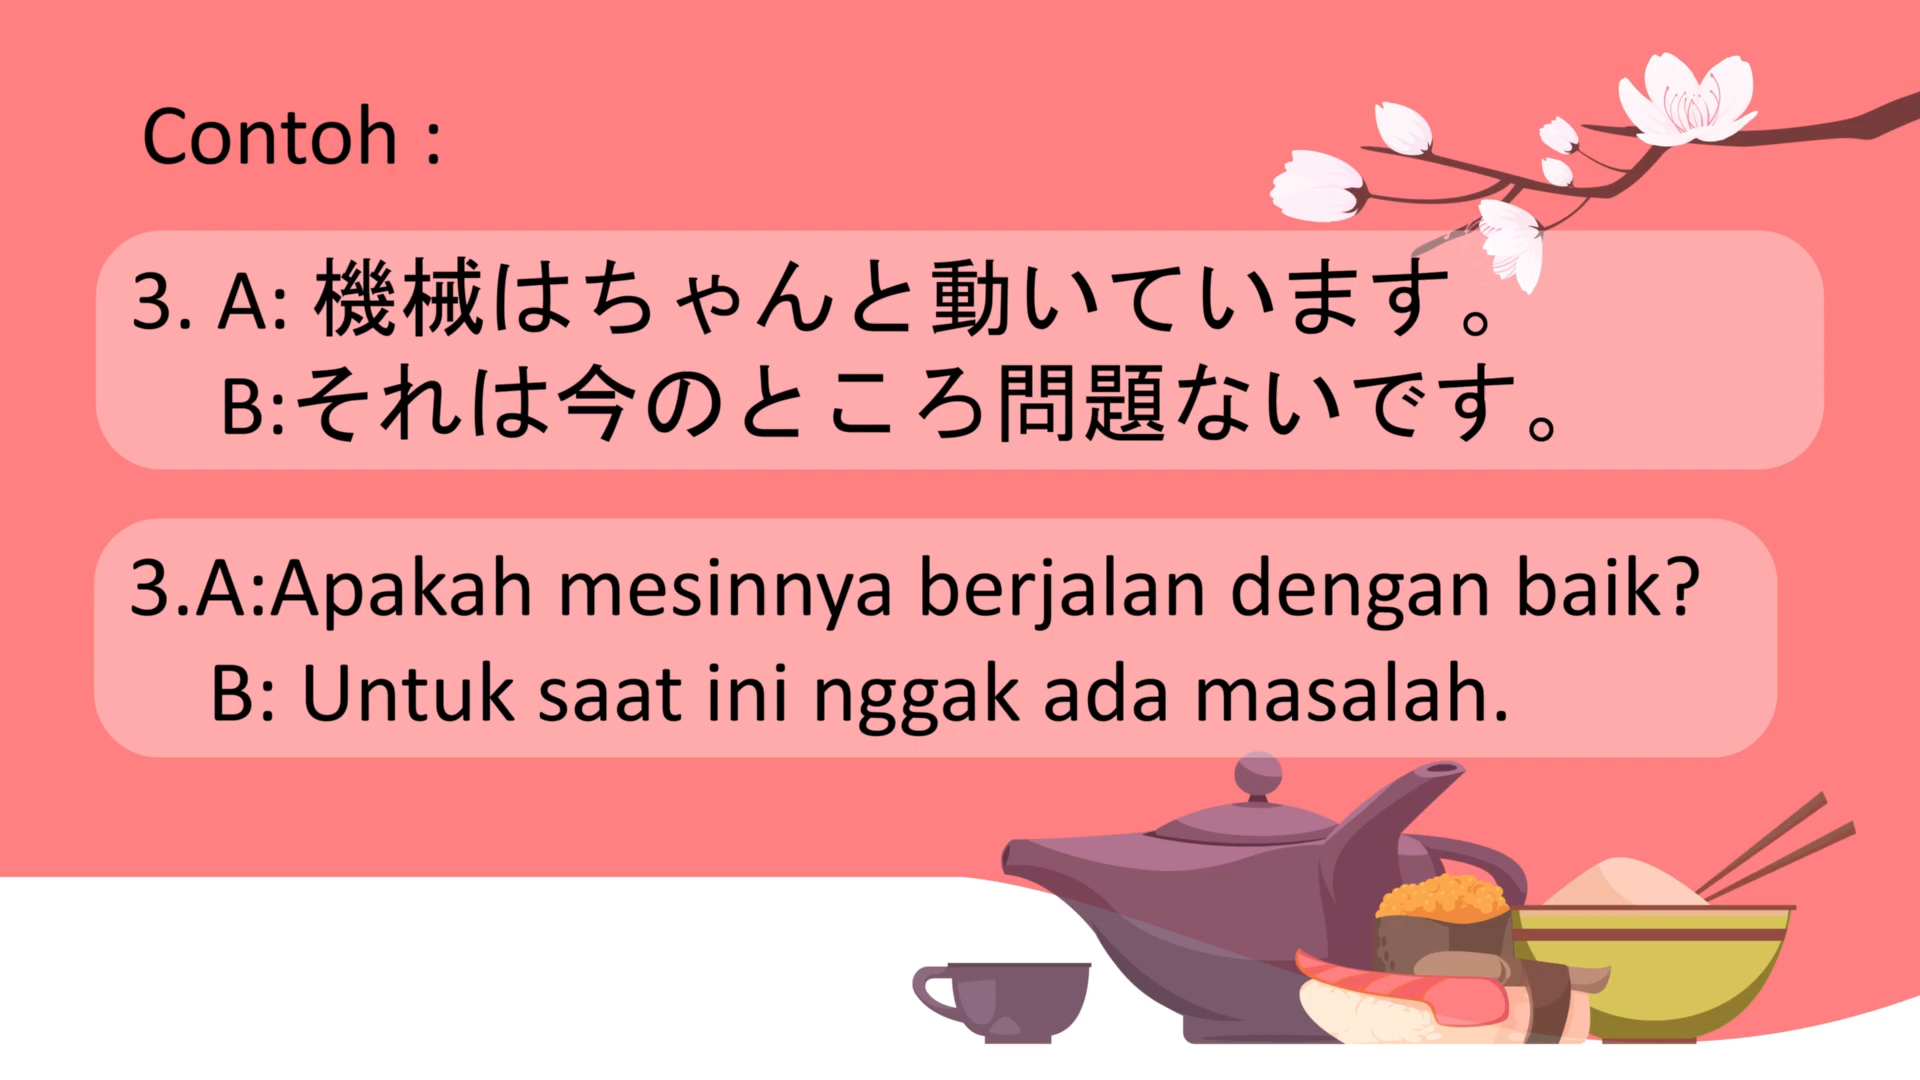 Contoh :
3. A: 機械はちゃんと動いています。
B:それは今のところ問題ないです。
3.A:Apakah mesinnya berjalan dengan baik?
B: Untuk saat ini nggak ada masalah.